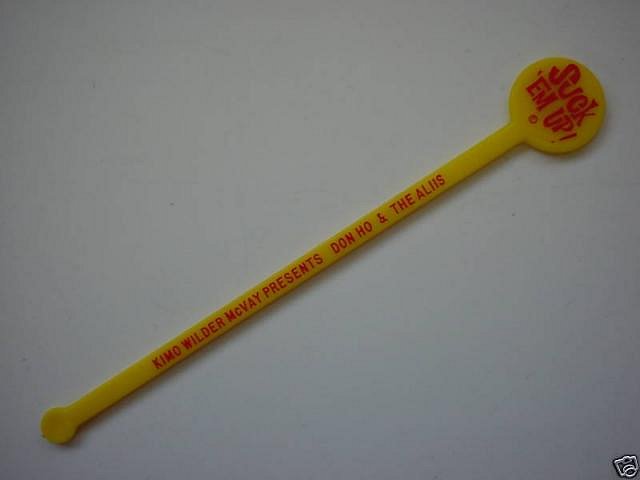 SUCK
'EM UP!
©
KIMO WILDER McVAY PRESENTS DON HO & THE ALIIS